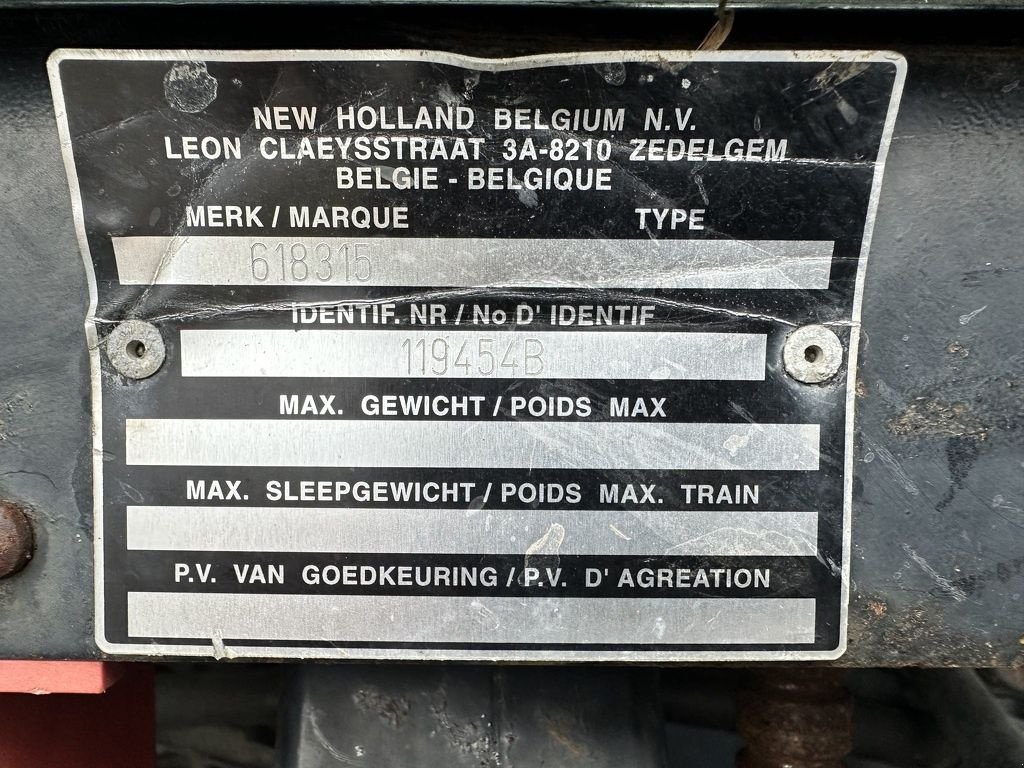 NEW HOLLAND BELGIUM N.V.
LEON CLAEYSSTRAAT 3A-8210 ZEDELGEM
BELGIE - BELGIQUE
MERK / MARQUE TYPE
618315
IDENTIF. NR / No D' IDENTIF
119454B
MAX. GEWICHT / POIDS MAX
MAX. SLEEPGEWICHT / POIDS MAX. TRAIN
P.V. VAN GOEDKEURING / P.V. D' AGREATION